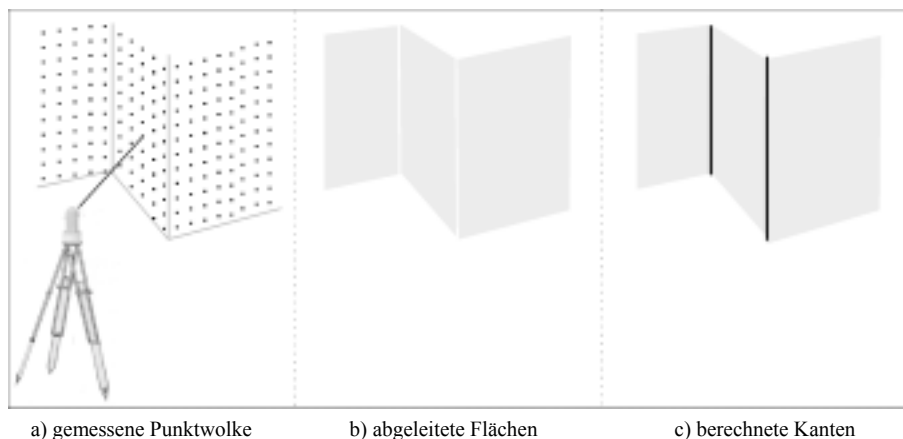 a) gemessene Punktwolke
b) abgeleitete Flächen
c) berechnete Kanten